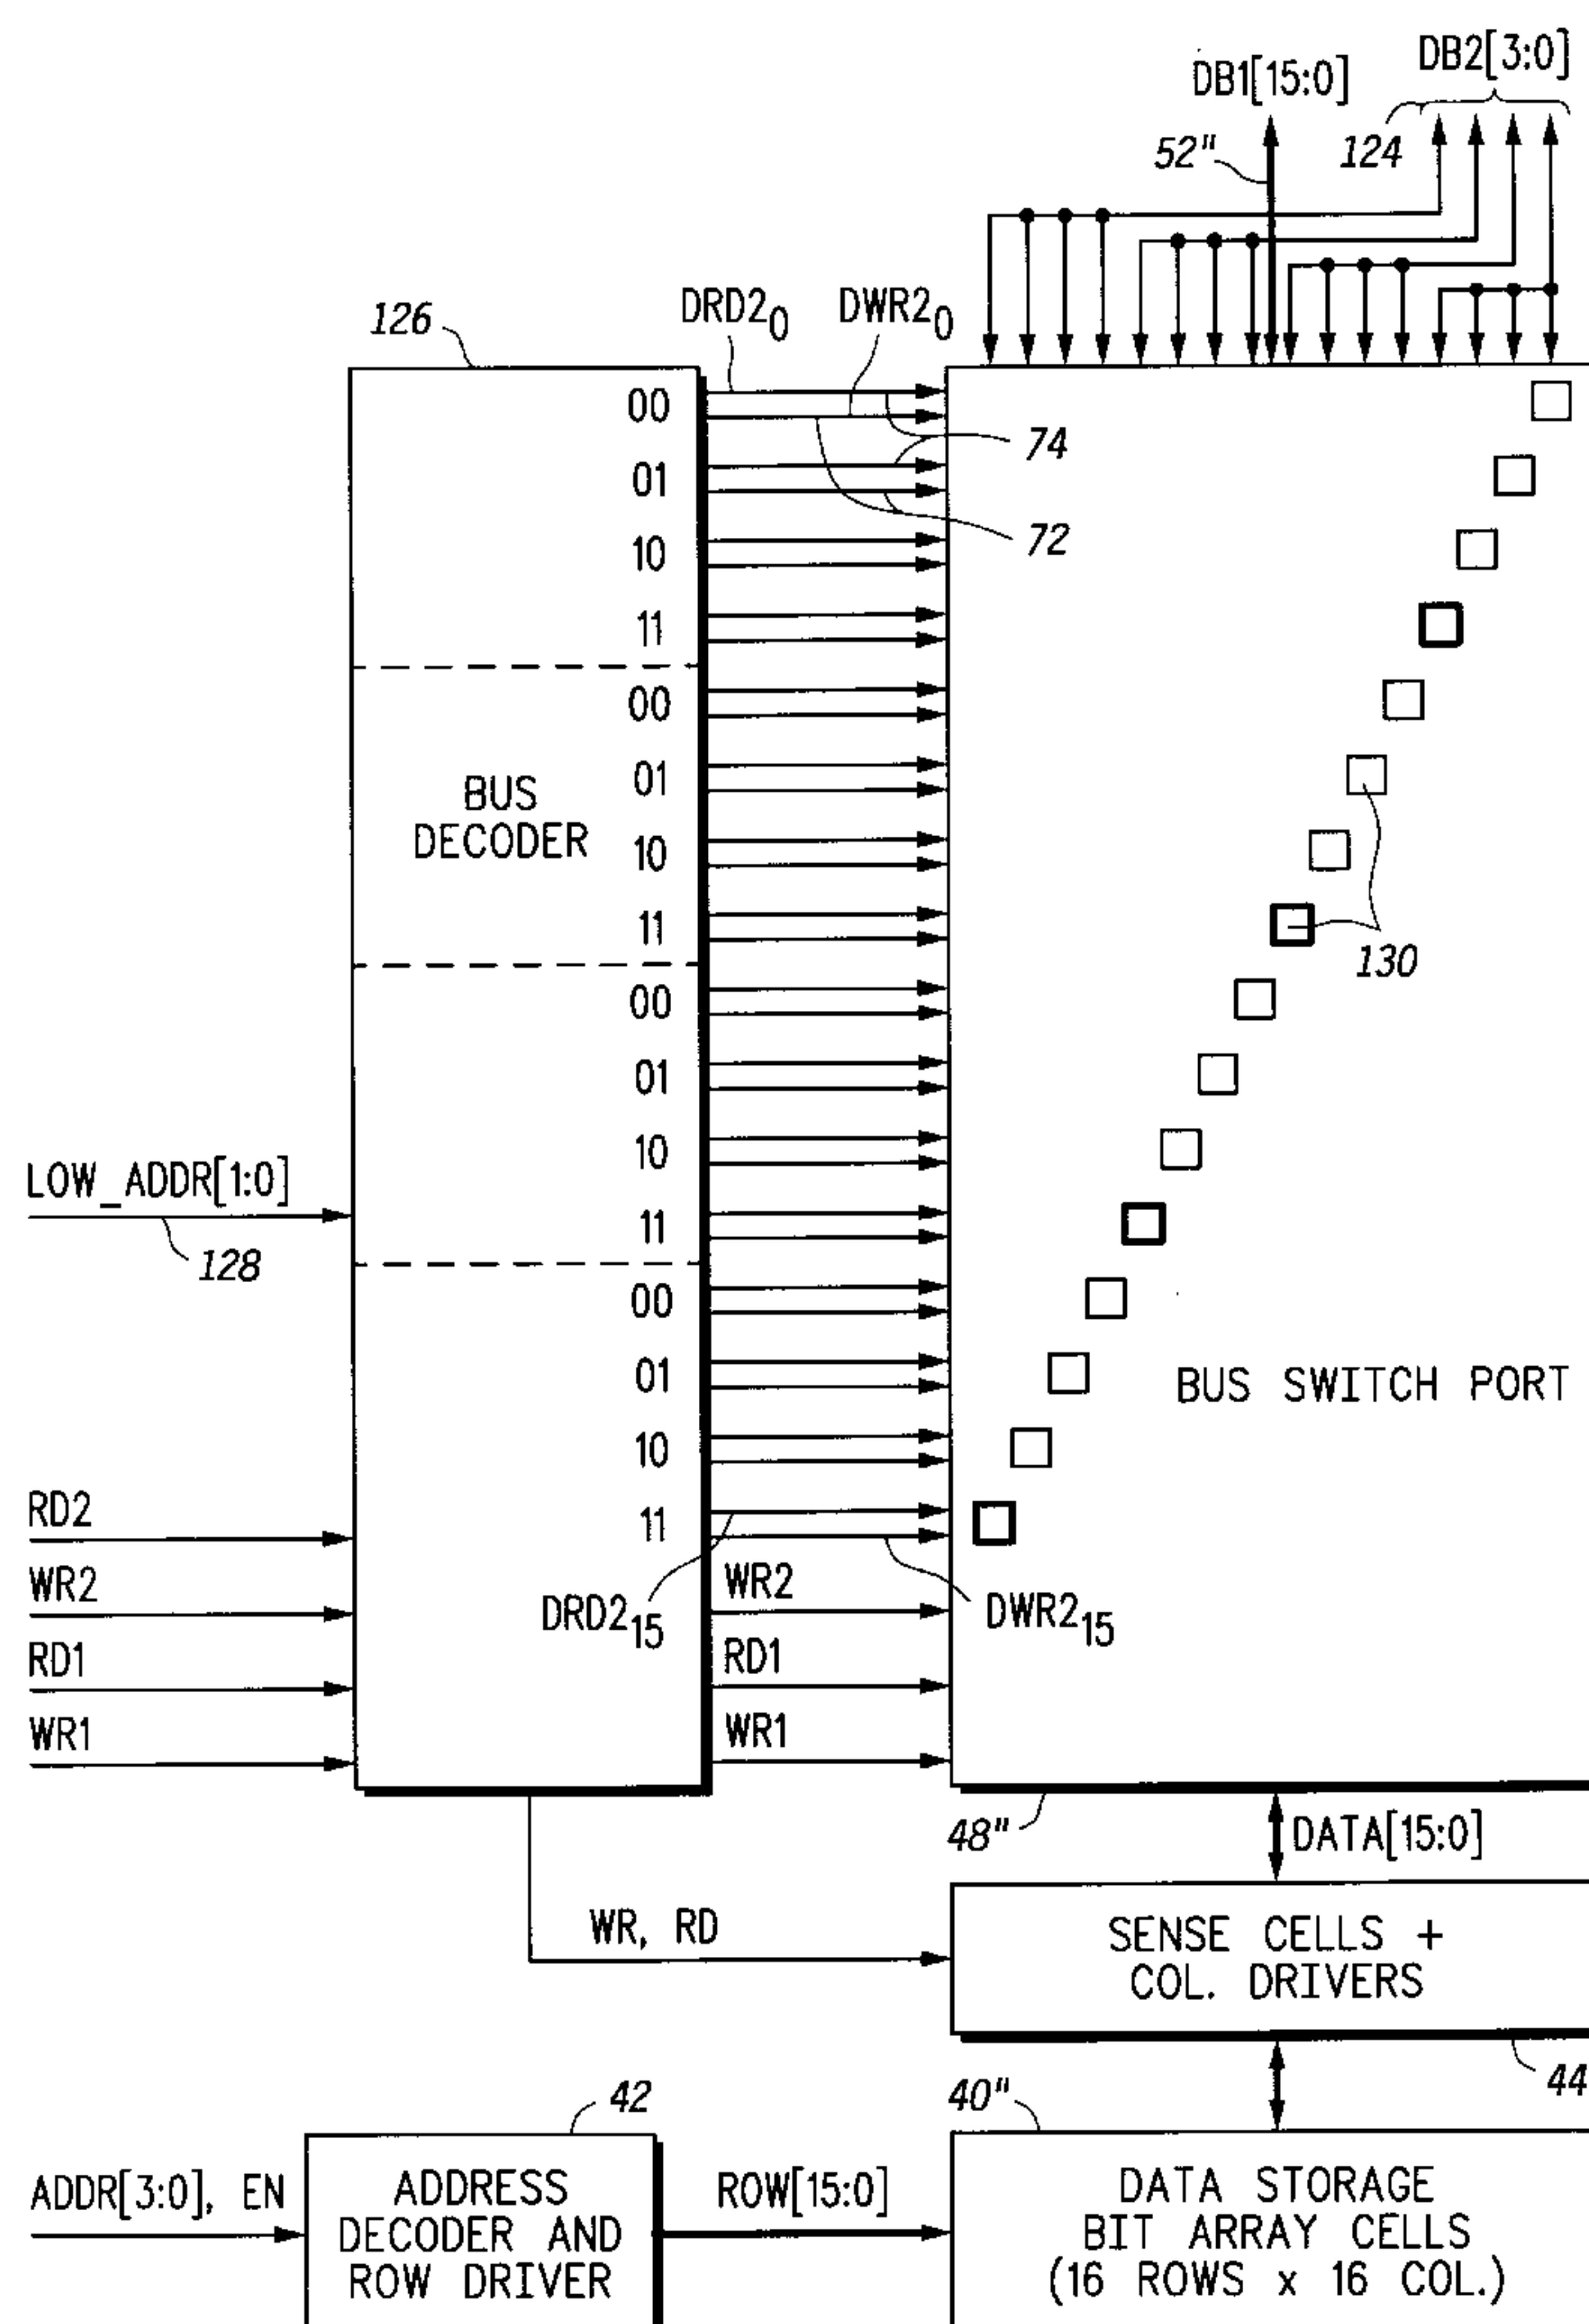 DB2[3:0]
DB1[15:0]
52" 124
126 DRD2₀ DWR2₀
00
74
01
72
10
11
00
01
BUS
DECODER
10
11
130
00
01
10
LOW_ADDR[1:0]
11
128
00
01
BUS SWITCH PORT
10
RD2
11
WR2
WR2
DRD2₁₅ DWR2₁₅
RD1
RD1
WR1
WR1
48" DATA[15:0]
WR, RD
SENSE CELLS +
COL. DRIVERS
44
42
40"
ADDR[3:0], EN
ADDRESS
DECODER AND
ROW DRIVER
ROW[15:0]
DATA STORAGE
BIT ARRAY CELLS
(16 ROWS x 16 COL.)